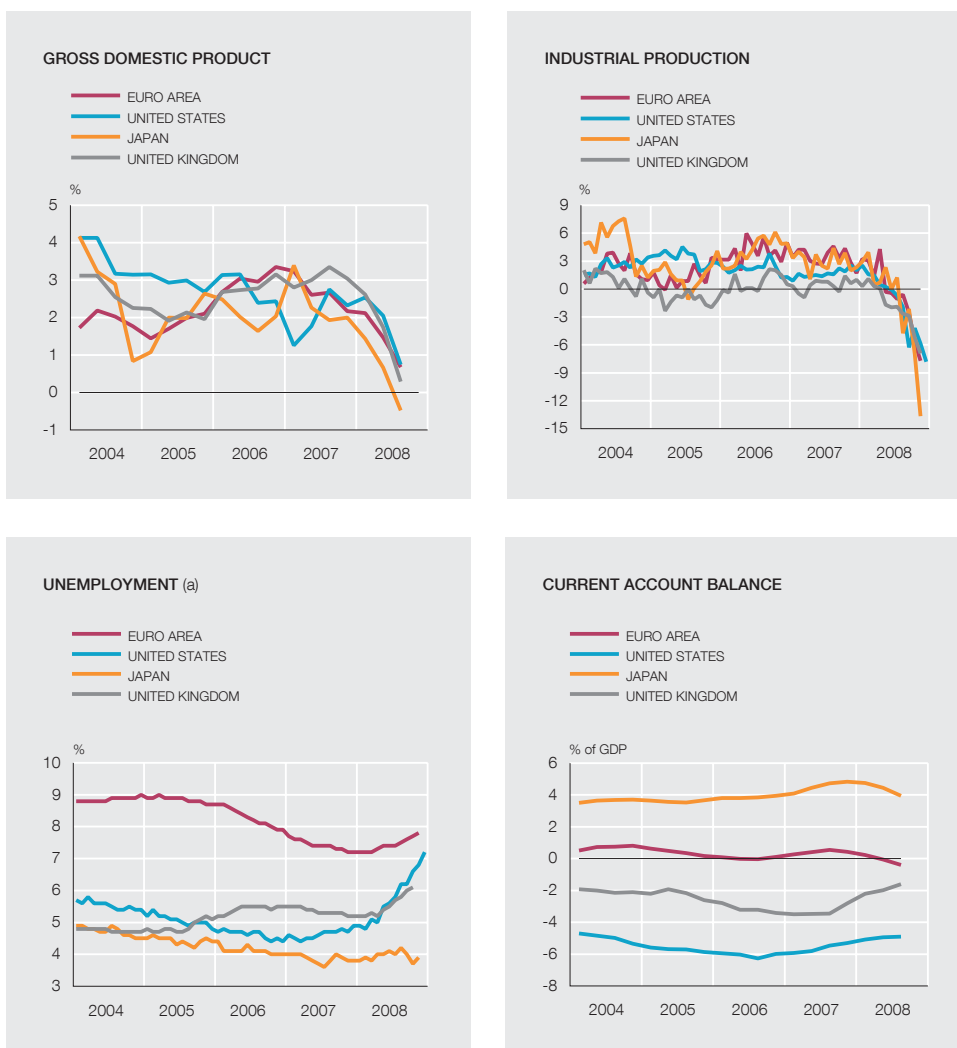 GROSS DOMESTIC PRODUCT
EURO AREA
UNITED STATES
JAPAN
UNITED KINGDOM
%
5
4
3
2
1
0
-1
2004 2005 2006 2007 2008
INDUSTRIAL PRODUCTION
EURO AREA
UNITED STATES
JAPAN
UNITED KINGDOM
%
9
6
3
0
-3
-6
-9
-12
-15
2004 2005 2006 2007 2008
UNEMPLOYMENT (a)
EURO AREA
UNITED STATES
JAPAN
UNITED KINGDOM
%
10
9
8
7
6
5
4
3
2004 2005 2006 2007 2008
CURRENT ACCOUNT BALANCE
EURO AREA
UNITED STATES
JAPAN
UNITED KINGDOM
% of GDP
6
4
2
0
-2
-4
-6
-8
2004 2005 2006 2007 2008